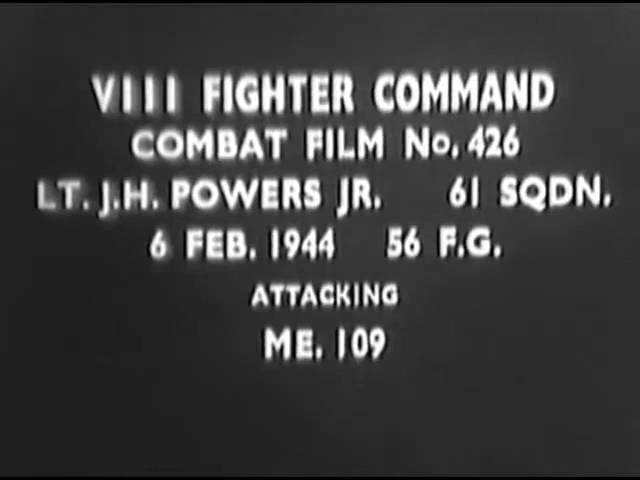 VIII FIGHTER COMMAND
COMBAT FILM No. 426
LT. J.H. POWERS JR. 61 SQDN.
6 FEB. 1944 56 F.G.
ATTACKING
ME. 109